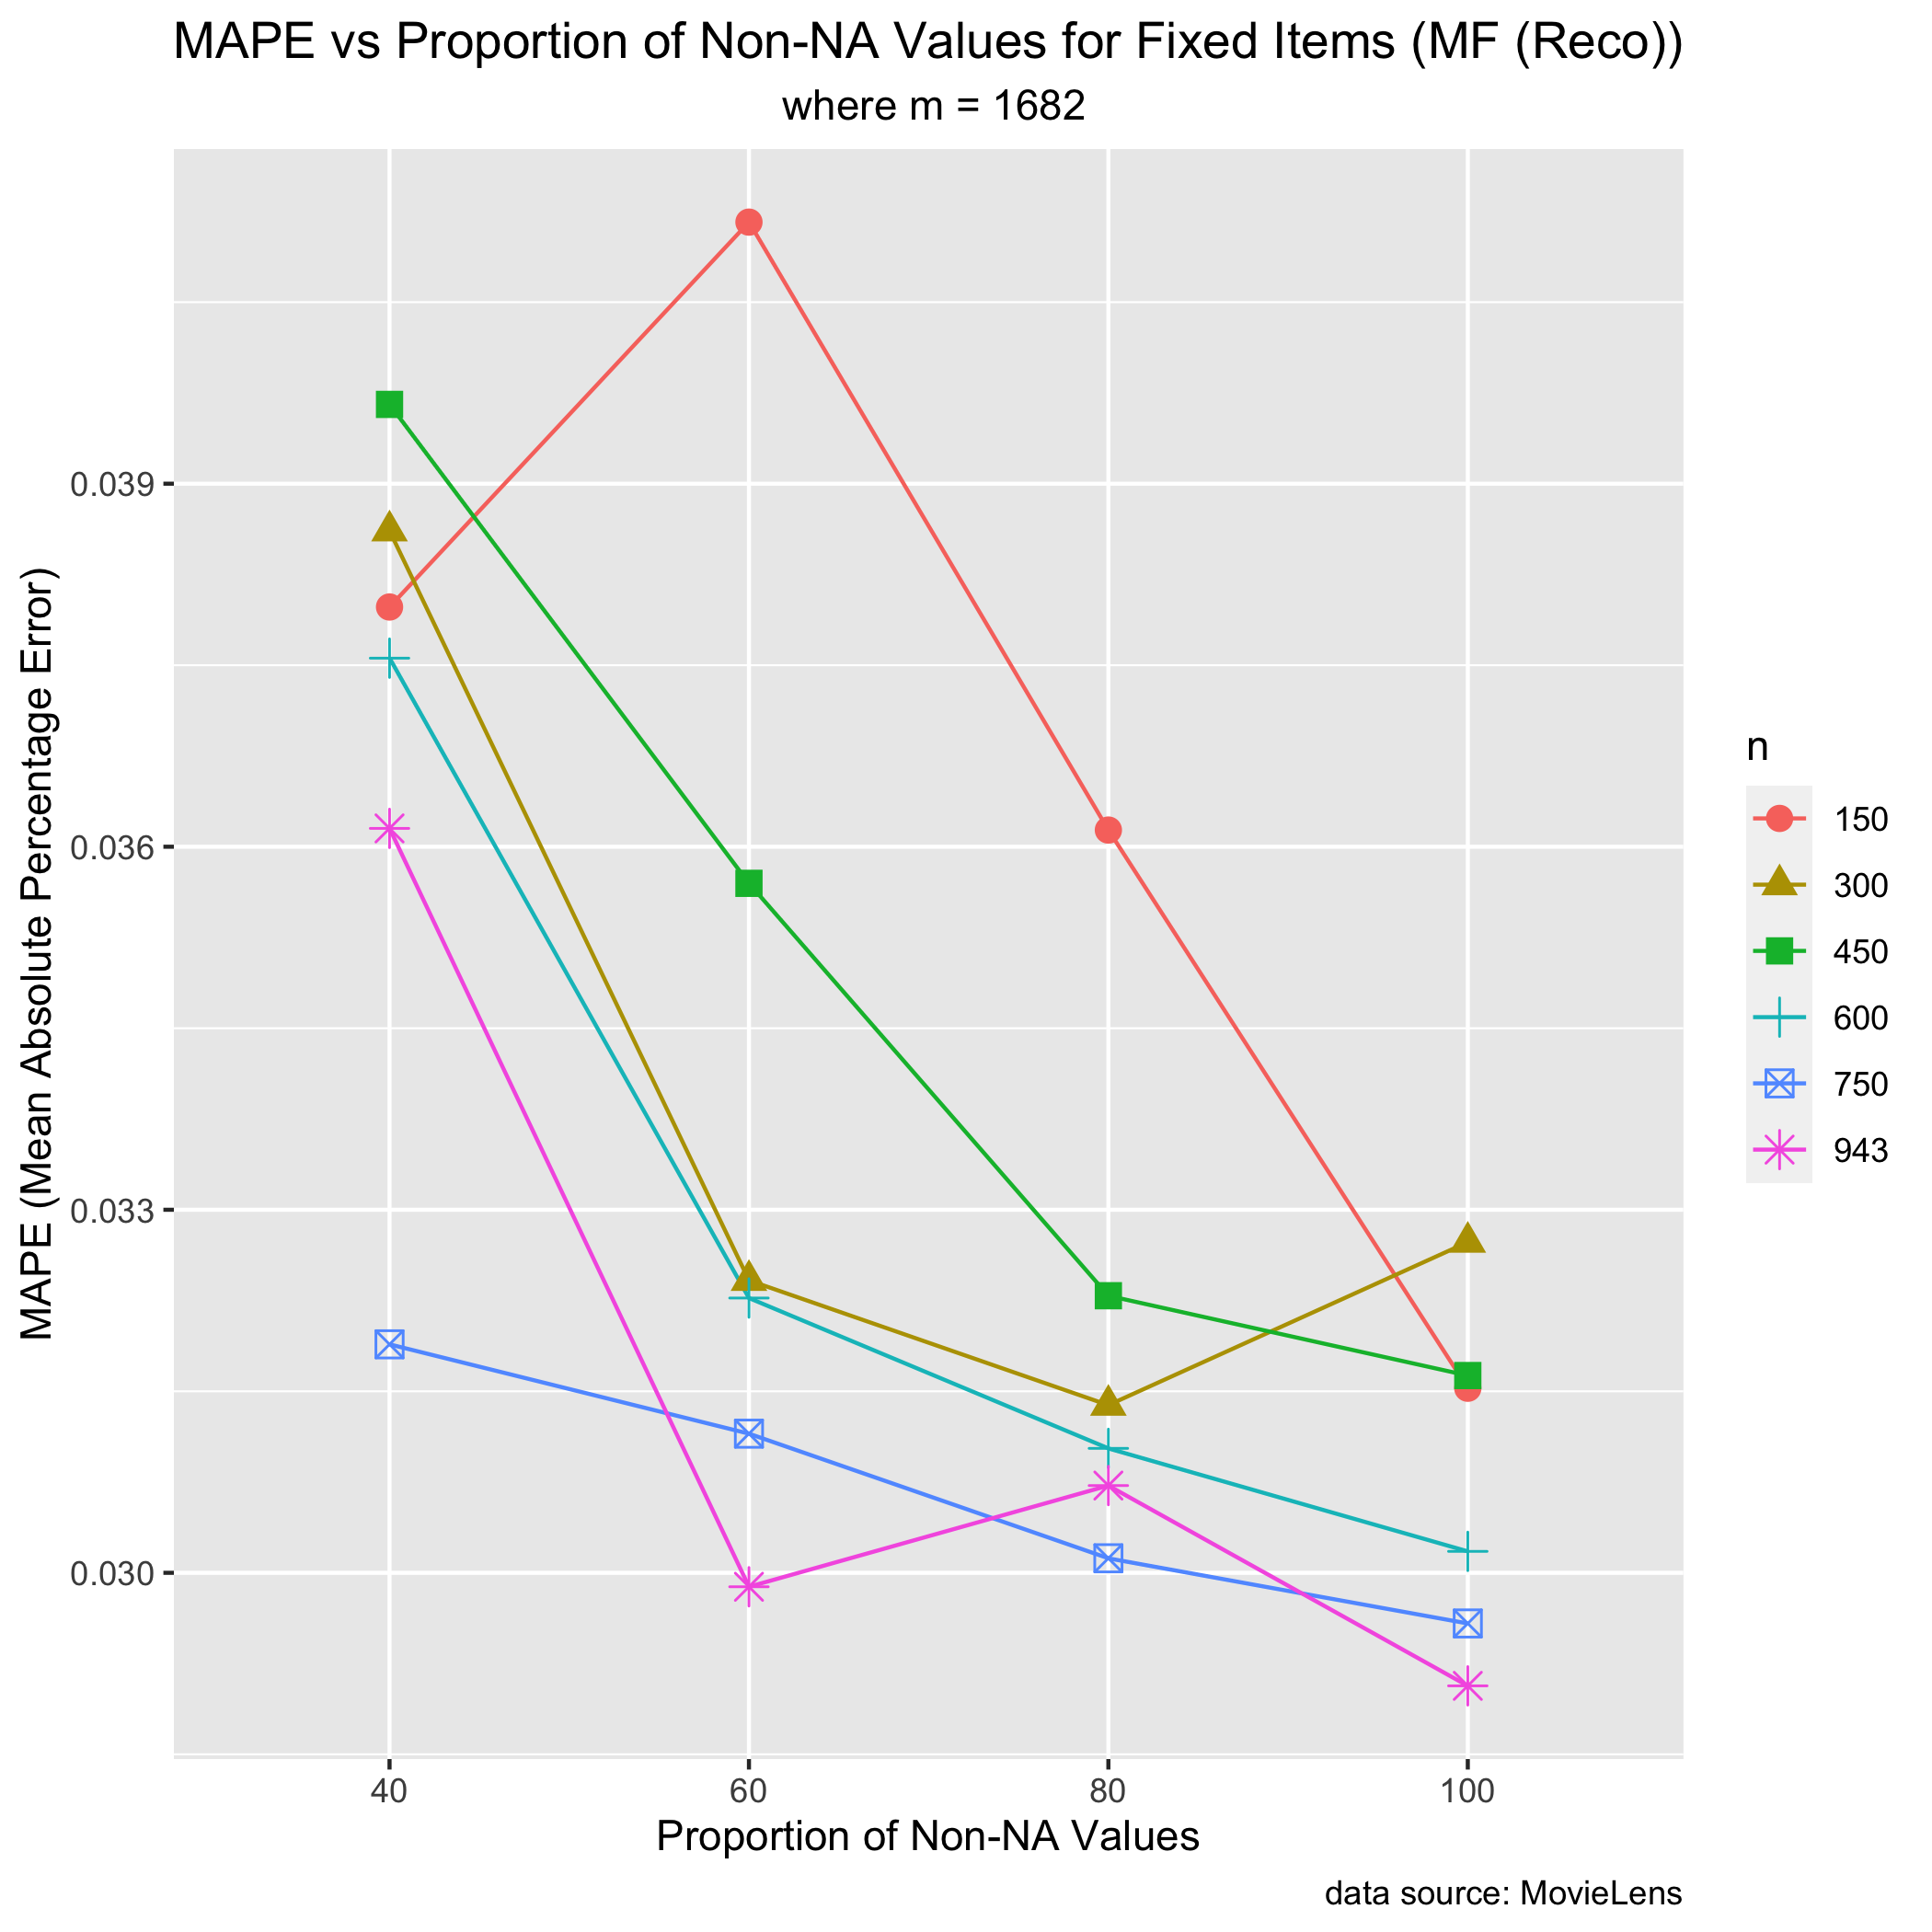 MAPE vs Proportion of Non-NA Values for Fixed Items (MF (Reco))
where m = 1682
MAPE (Mean Absolute Percentage Error)
0.039
0.036
0.033
0.030
40
60
80
100
Proportion of Non-NA Values
n
150
300
450
600
750
943
data source: MovieLens